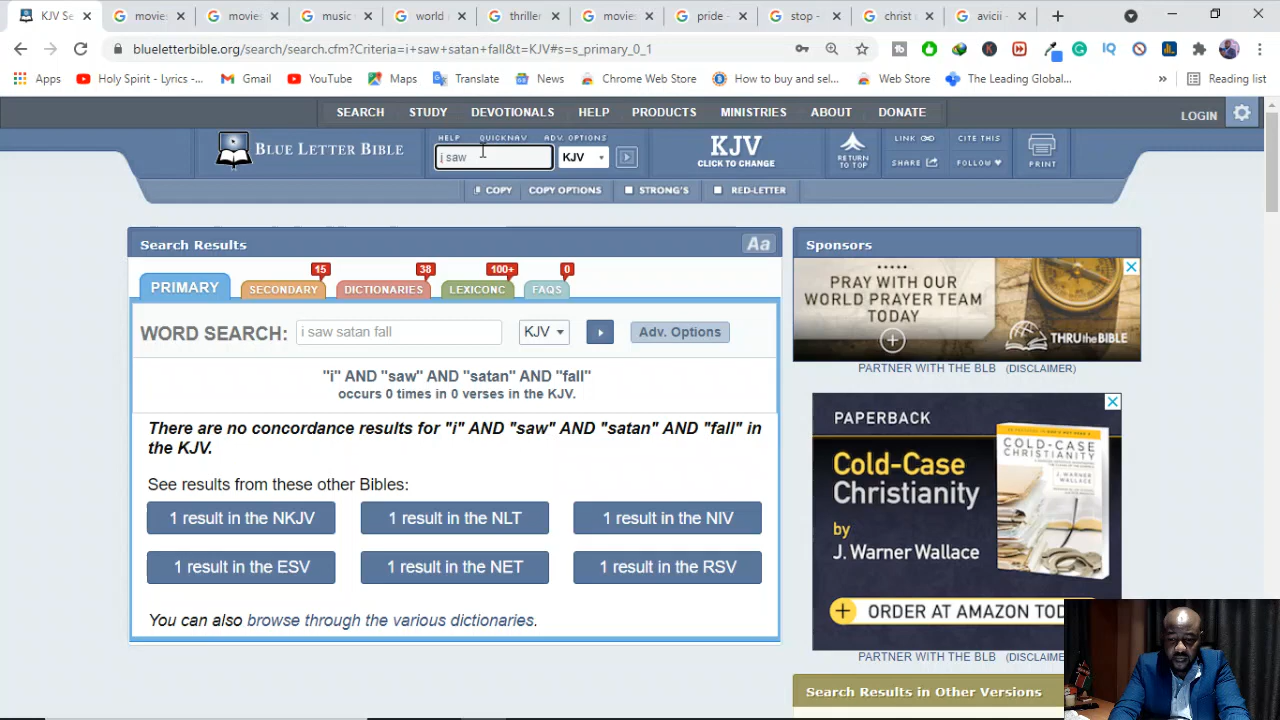 KJV Se
movies
movies
music
world
thriller
movies
pride -
stop -
christ
avicii -
blueletterbible.org/search/search.cfm?Criteria=i+saw+satan+fall&t=KJV#s=s_primary_0_1
Apps
Holy Spirit - Lyrics -...
Gmail
YouTube
Maps
Translate
News
Chrome Web Store
How to buy and sel...
Web Store
The Leading Global...
»
Reading list
SEARCH STUDY DEVOTIONALS HELP PRODUCTS MINISTRIES ABOUT DONATE
LOGIN
BLUE LETTER BIBLE
HELP QUICKNAV ADV. OPTIONS
i saw
KJV
KJV
CLICK TO CHANGE
RETURN
TO TOP
LINK
CITE THIS
SHARE
FOLLOW
PRINT
COPY COPY OPTIONS STRONG'S RED-LETTER
Search Results
Aa
PRIMARY
SECONDARY
15
DICTIONARIES
38
LEXICONC
100+
FAQS
0
WORD SEARCH: i saw satan fall KJV Adv. Options
"i" AND "saw" AND "satan" AND "fall"
occurs 0 times in 0 verses in the KJV.
There are no concordance results for "i" AND "saw" AND "satan" AND "fall" in
the KJV.
See results from these other Bibles:
1 result in the NKJV
1 result in the NLT
1 result in the NIV
1 result in the ESV
1 result in the NET
1 result in the RSV
You can also browse through the various dictionaries.
Sponsors
PRAY WITH OUR
WORLD PRAYER TEAM
TODAY
THRU the BIBLE
PARTNER WITH THE BLB (DISCLAIMER)
PAPERBACK
Cold-Case
Christianity
by
J. Warner Wallace
COLD-CASE
CHRISTIANITY
ORDER AT AMAZON TOD
PARTNER WITH THE BLB (DISCLAIME
Search Results in Other Versions